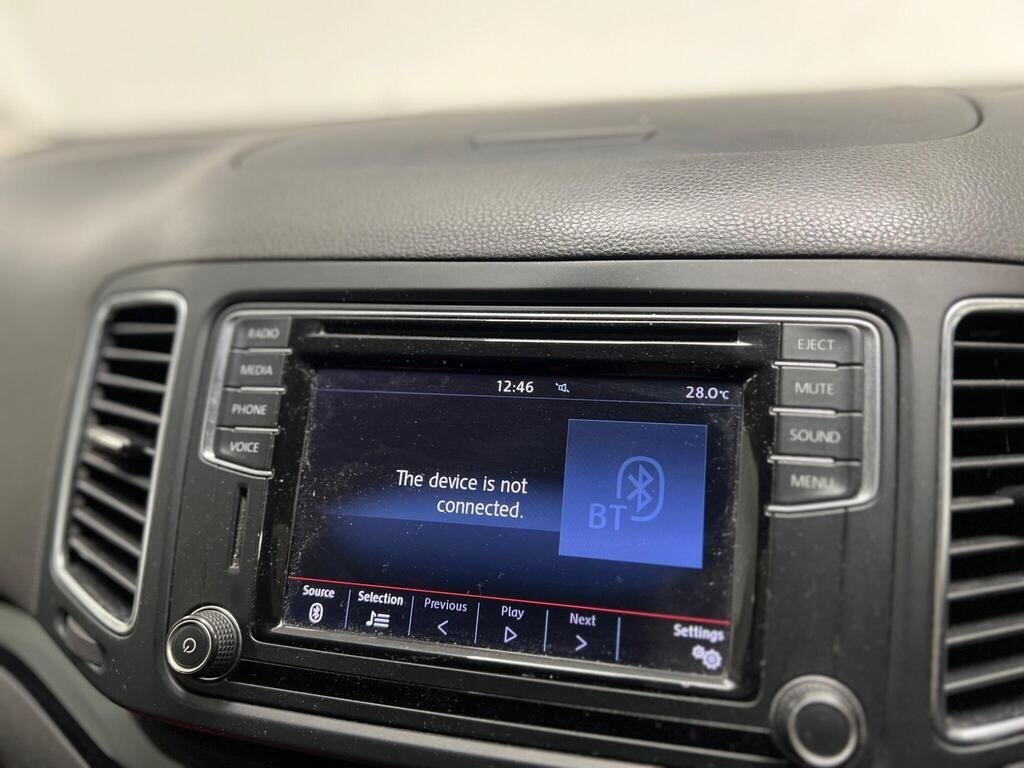 RADIO
MEDIA
PHONE
VOICE
EJECT
MUTE
SOUND
MENU
12:46
28.0°C
The device is not
connected.
BT
Source
Selection
Previous
Play
Next
Settings